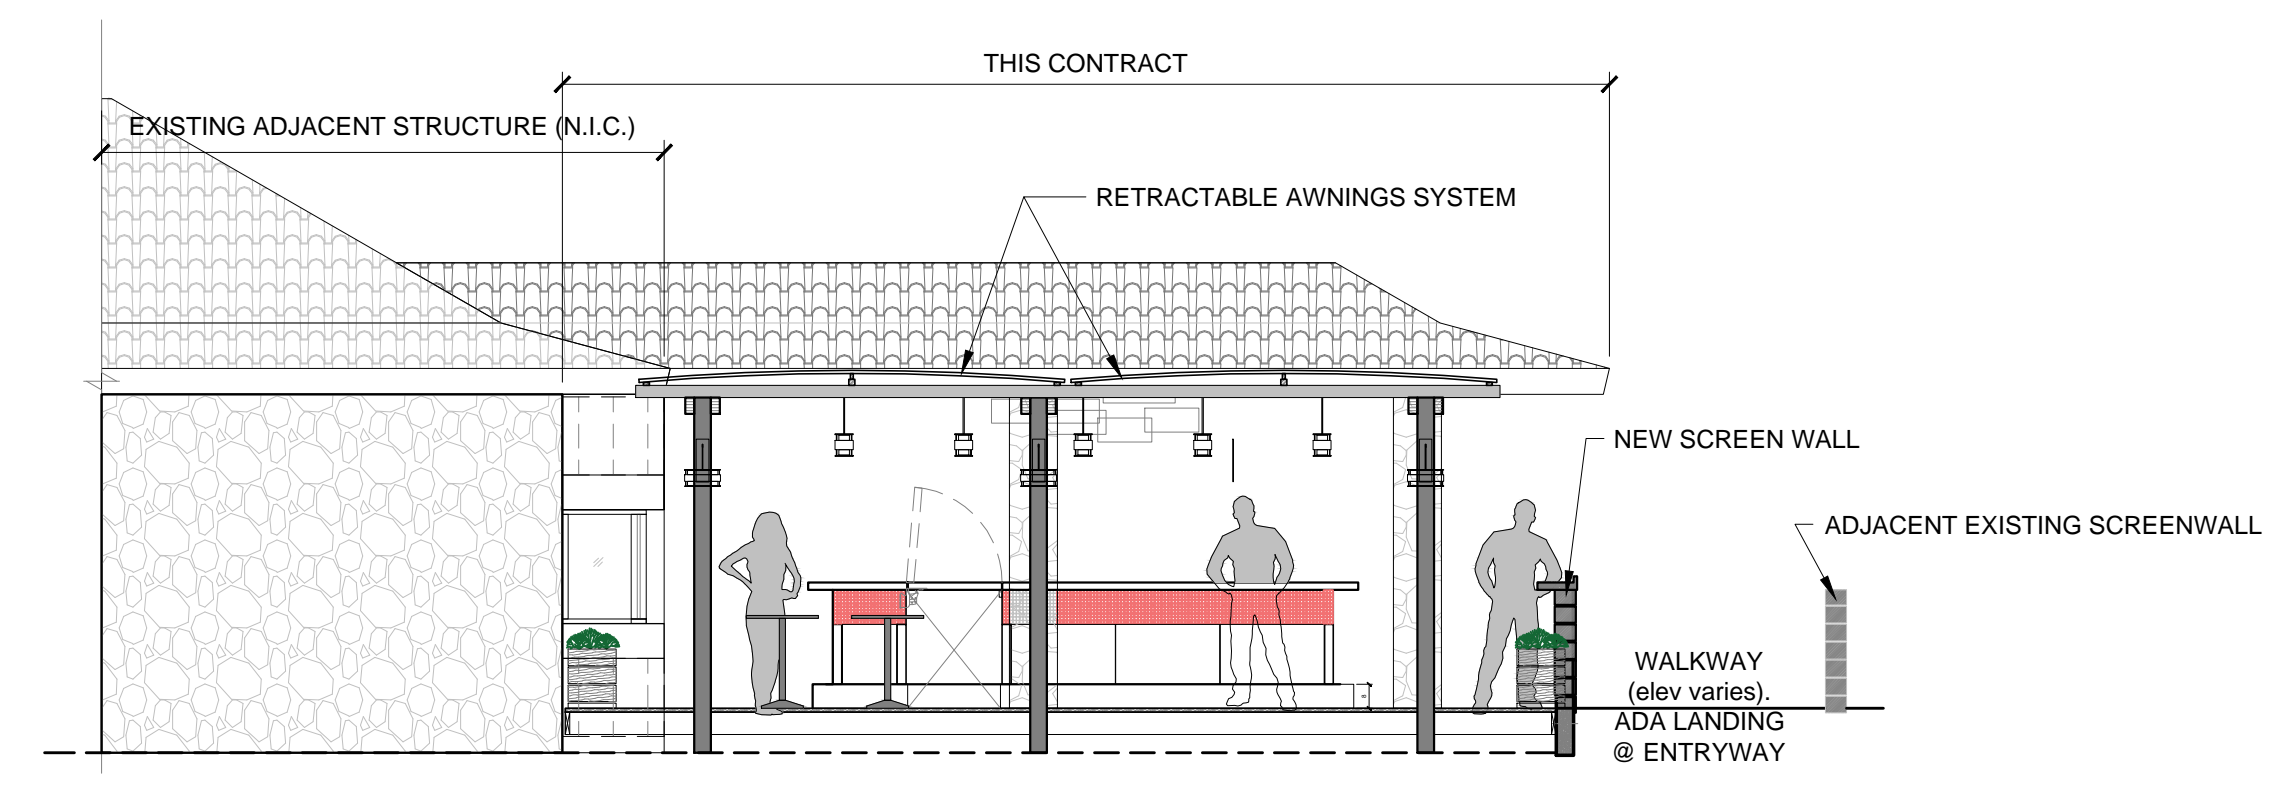 THIS CONTRACT
EXISTING ADJACENT STRUCTURE (N.I.C.)
RETRACTABLE AWNINGS SYSTEM
NEW SCREEN WALL
ADJACENT EXISTING SCREENWALL
WALKWAY
(elev varies).
ADA LANDING
@ ENTRYWAY